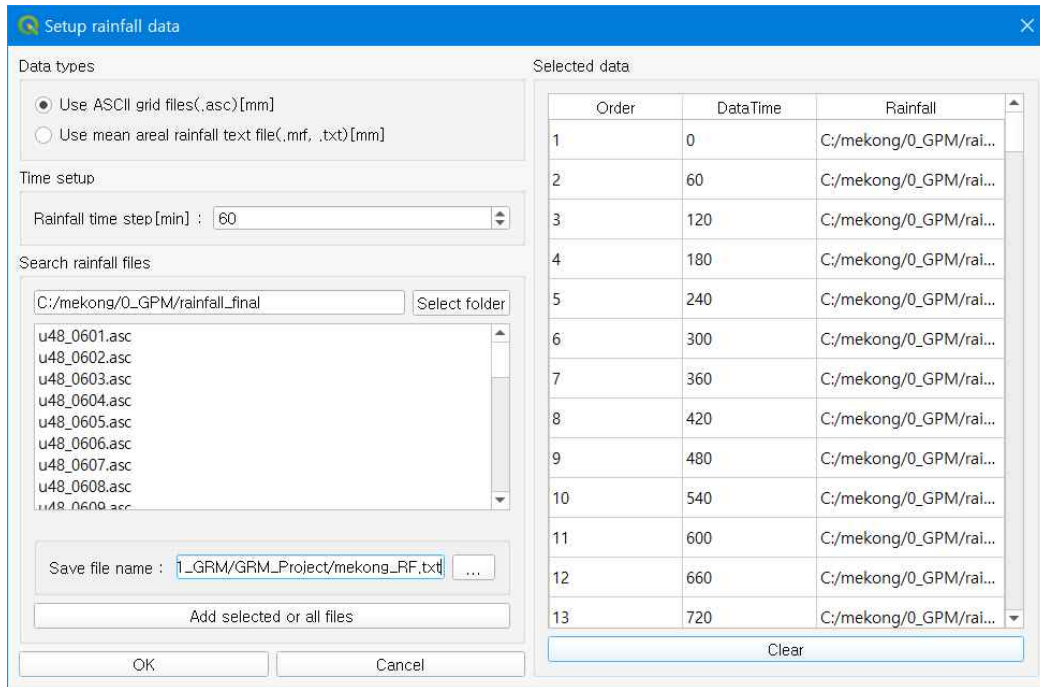 Setup rainfall data
Data types
Use ASCII grid files(.asc)[mm]
Use mean areal rainfall text file(.mrf, .txt)[mm]
Time setup
Rainfall time step[min] : 60
Search rainfall files
C:/mekong/0_GPM/rainfall_final Select folder
u48_0601.asc
u48_0602.asc
u48_0603.asc
u48_0604.asc
u48_0605.asc
u48_0606.asc
u48_0607.asc
u48_0608.asc
u48_0609.asc
Save file name : 1_GRM/GRM_Project/mekong_RF.txt ...
Add selected or all files
OK Cancel
Selected data
Order DataTime Rainfall
1 0 C:/mekong/0_GPM/rai...
2 60 C:/mekong/0_GPM/rai...
3 120 C:/mekong/0_GPM/rai...
4 180 C:/mekong/0_GPM/rai...
5 240 C:/mekong/0_GPM/rai...
6 300 C:/mekong/0_GPM/rai...
7 360 C:/mekong/0_GPM/rai...
8 420 C:/mekong/0_GPM/rai...
9 480 C:/mekong/0_GPM/rai...
10 540 C:/mekong/0_GPM/rai...
11 600 C:/mekong/0_GPM/rai...
12 660 C:/mekong/0_GPM/rai...
13 720 C:/mekong/0_GPM/rai...
Clear